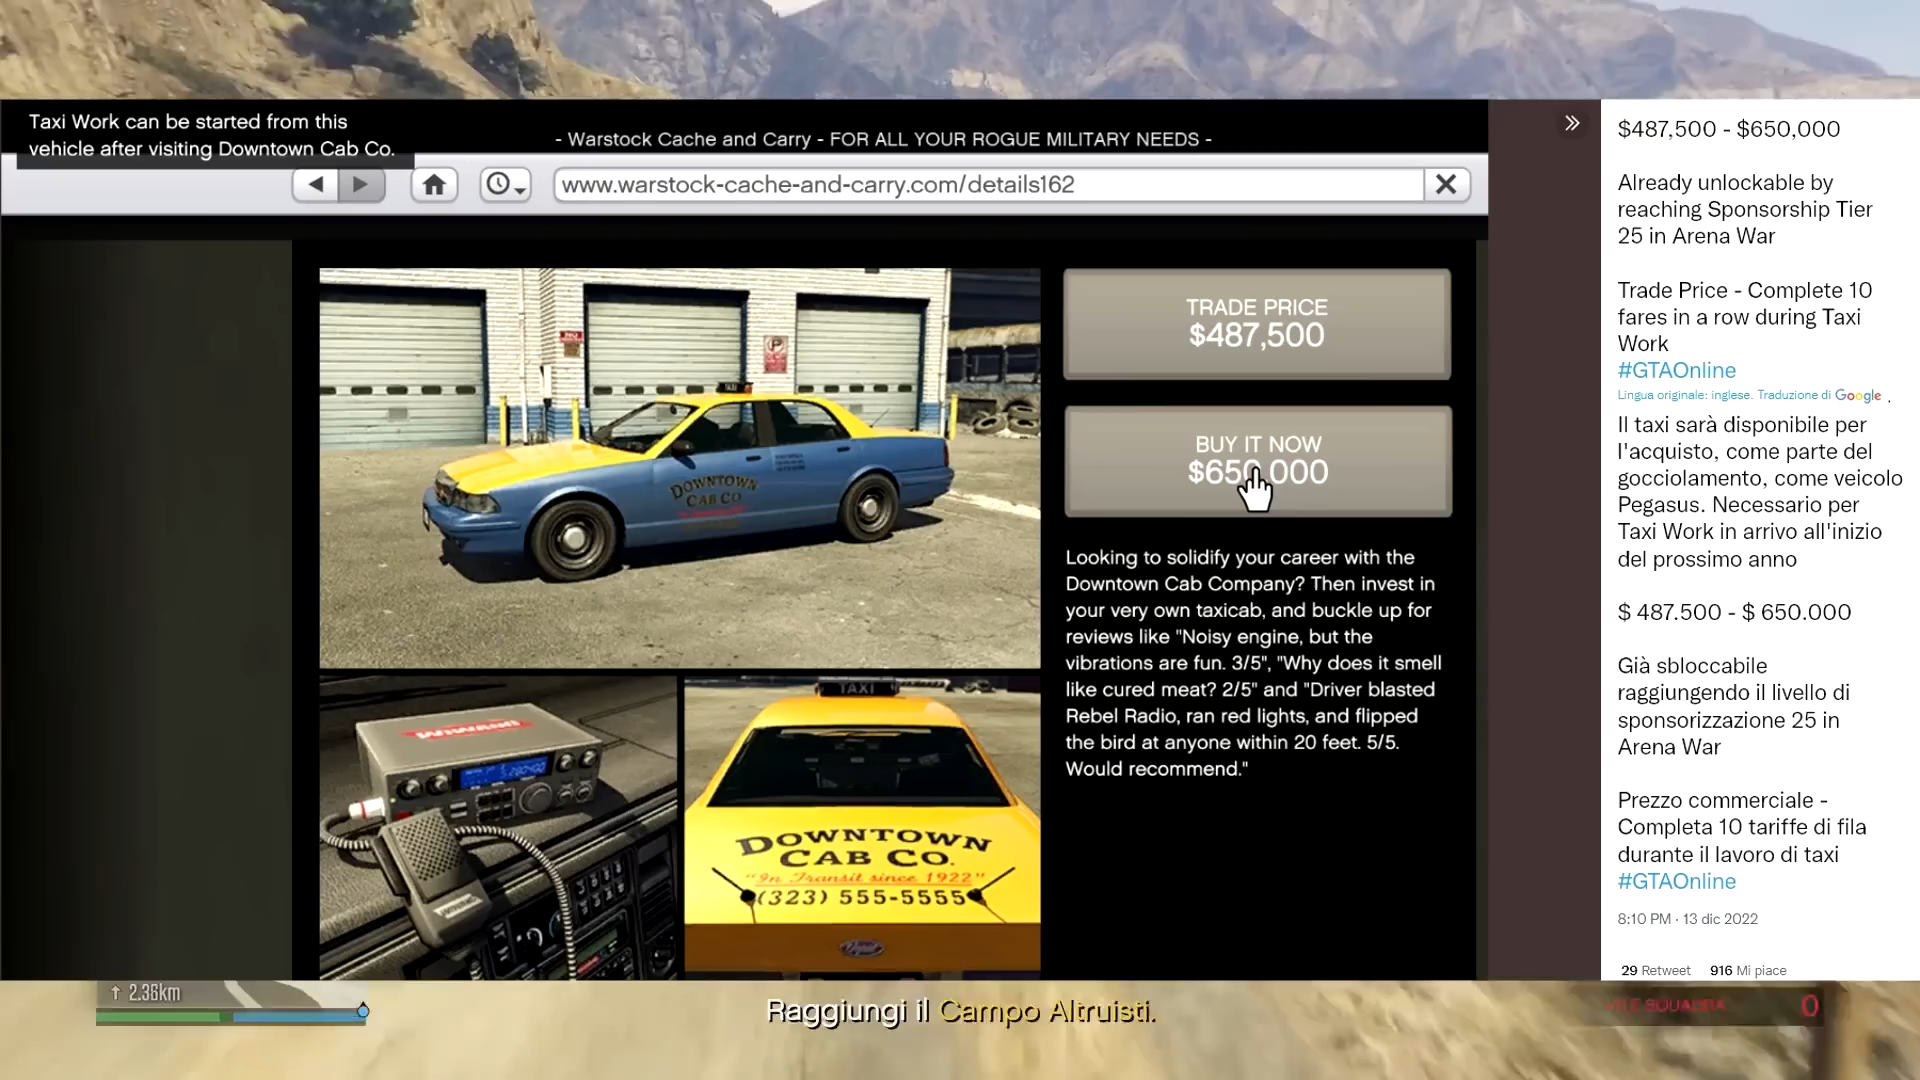 Taxi Work can be started from this
vehicle after visiting Downtown Cab Co.
- Warstock Cache and Carry - FOR ALL YOUR ROGUE MILITARY NEEDS -
www.warstock-cache-and-carry.com/details162
TRADE PRICE
$487,500
BUY IT NOW
$650,000
Looking to solidify your career with the
Downtown Cab Company? Then invest in
your very own taxicab, and buckle up for
reviews like "Noisy engine, but the
vibrations are fun. 3/5", "Why does it smell
like cured meat? 2/5" and "Driver blasted
Rebel Radio, ran red lights, and flipped
the bird at anyone within 20 feet. 5/5.
Would recommend."
TAXI
DOWNTOWN
CAB CO
TAXI
DOWNTOWN
CAB CO.
"In Transit since 1922"
(323) 555-5555
$487,500 - $650,000
Already unlockable by
reaching Sponsorship Tier
25 in Arena War
Trade Price - Complete 10
fares in a row during Taxi
Work
#GTAOnline
Lingua originale: inglese. Traduzione di Google .
Il taxi sarà disponibile per
l'acquisto, come parte del
gocciolamento, come veicolo
Pegasus. Necessario per
Taxi Work in arrivo all'inizio
del prossimo anno
$ 487.500 - $ 650.000
Già sbloccabile
raggiungendo il livello di
sponsorizzazione 25 in
Arena War
Prezzo commerciale -
Completa 10 tariffe di fila
durante il lavoro di taxi
#GTAOnline
8:10 PM · 13 dic 2022
29 Retweet 916 Mi piace
2.36km
Raggiungi il Campo Altruisti.
SQUADRA 0